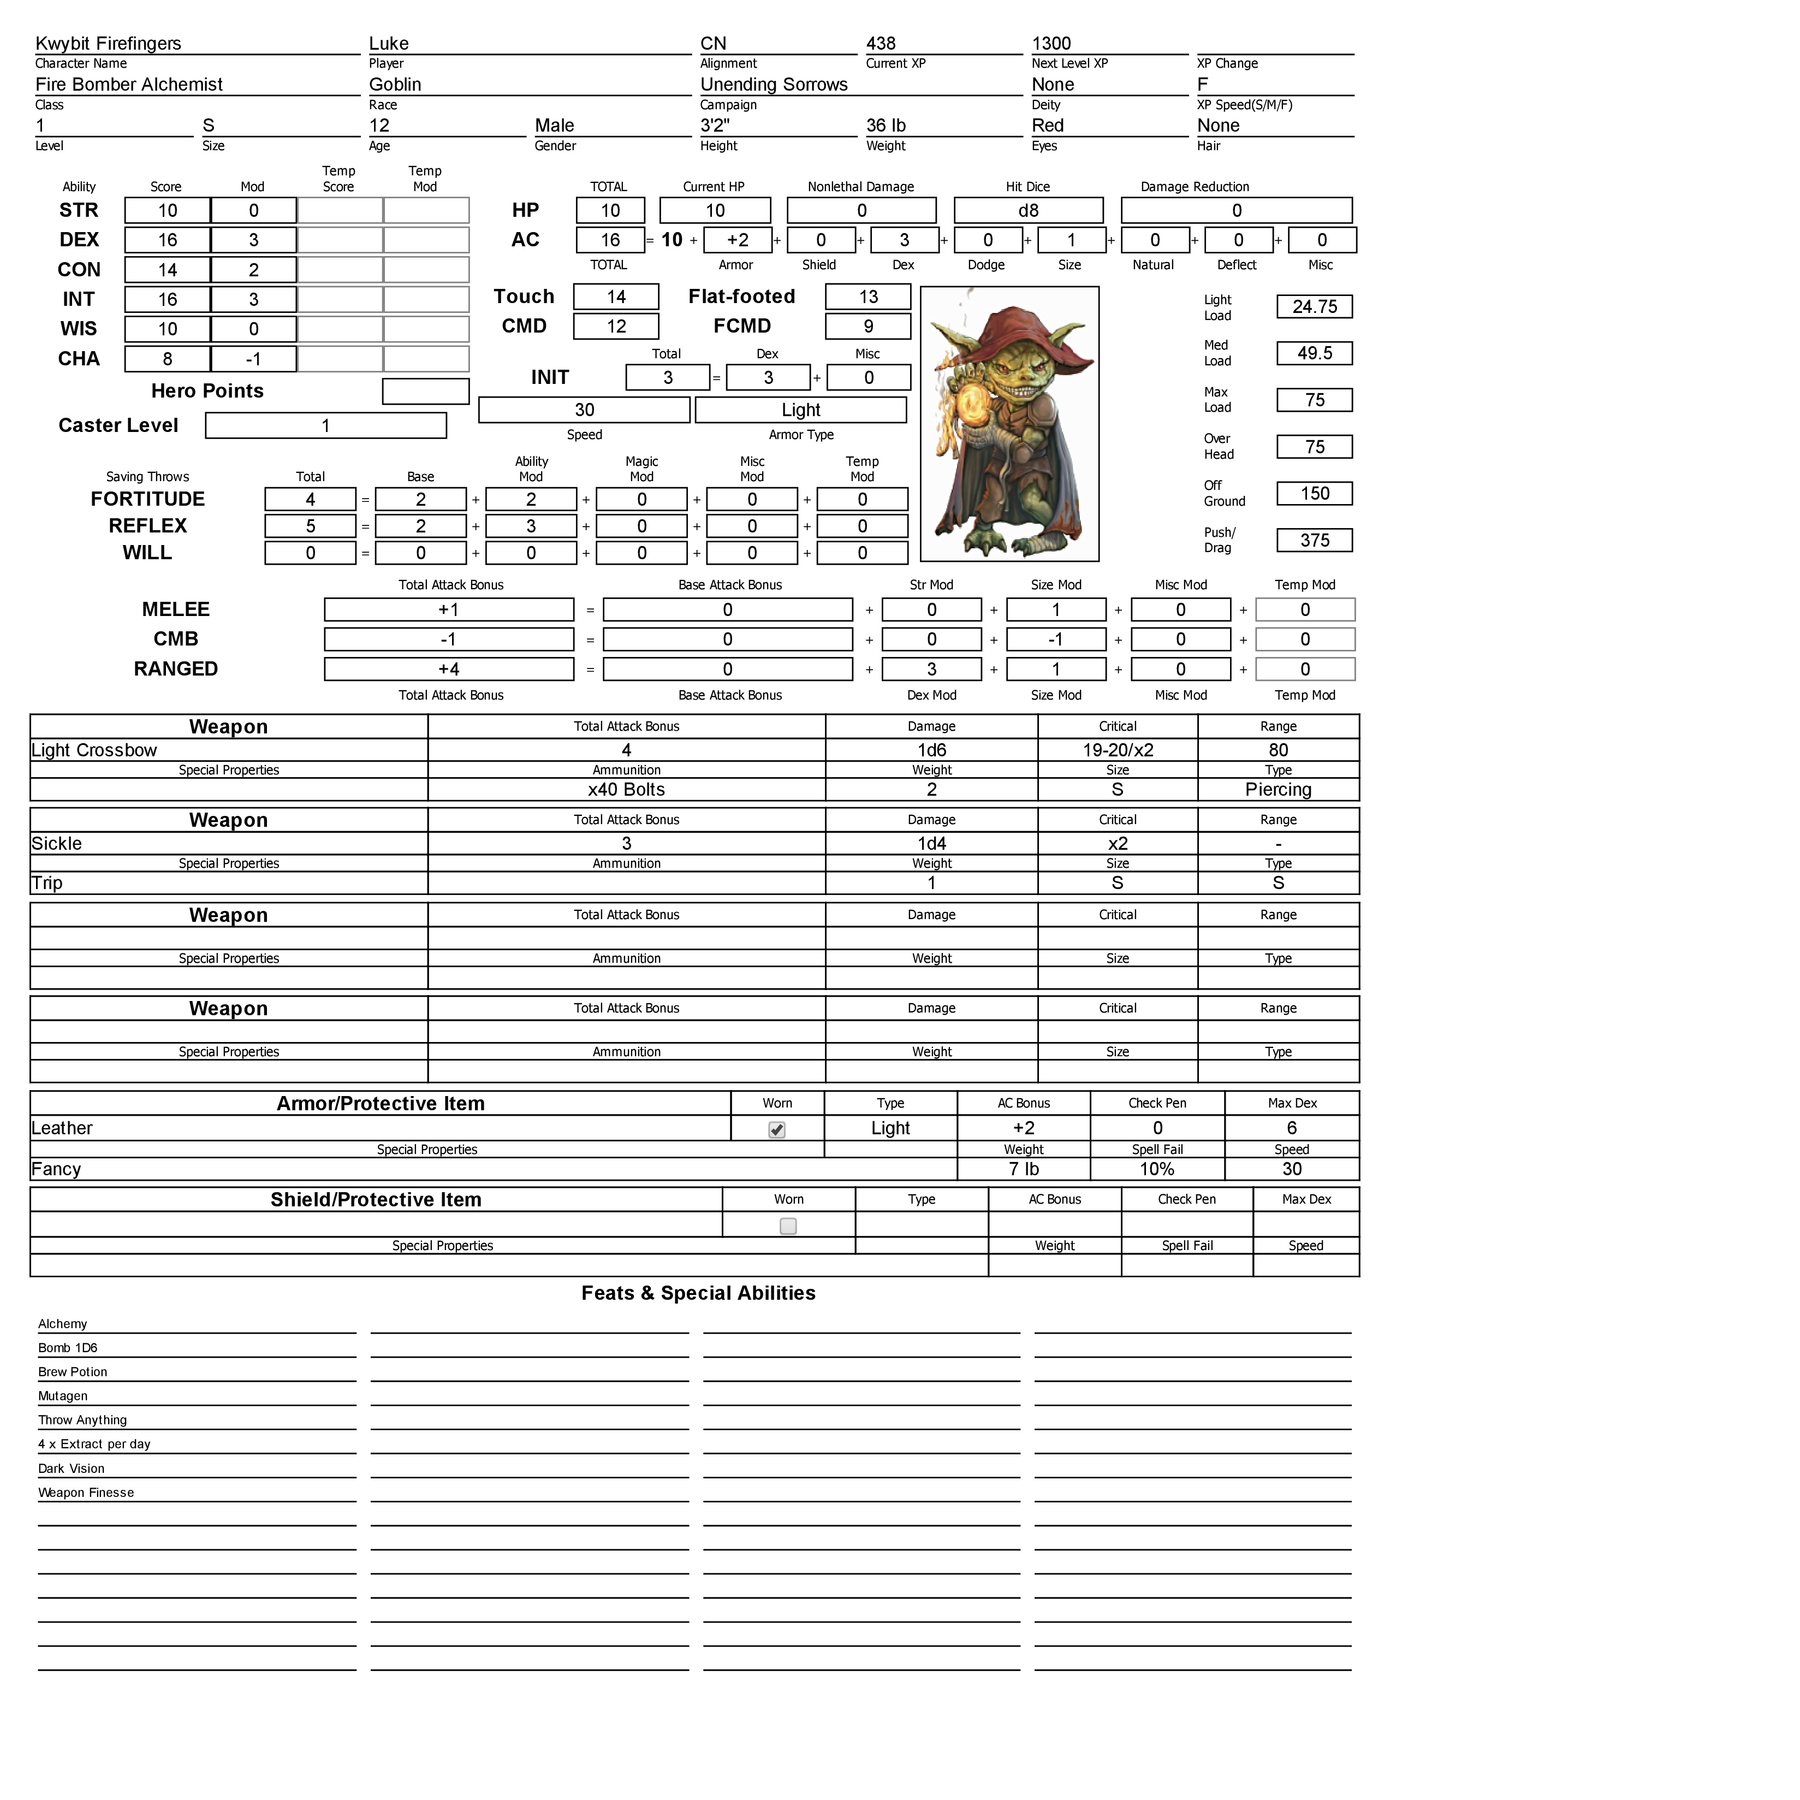 Kwybit Firefingers Luke CN 438 1300
Character Name Player Alignment Current XP Next Level XP XP Change
Fire Bomber Alchemist Goblin Unending Sorrows None F
Class Race Campaign Deity XP Speed(S/M/F)
1 S 12 Male 3'2" 36 lb Red None
Level Size Age Gender Height Weight Eyes Hair
Temp Temp
Ability Score Mod Score Mod TOTAL Current HP Nonlethal Damage Hit Dice Damage Reduction
STR 10 0 HP 10 10 0 d8 0
DEX 16 3 AC 16 = 10 + +2 + 0 + 3 + 0 + 1 + 0 + 0 + 0
CON 14 2 TOTAL Armor Shield Dex Dodge Size Natural Deflect Misc
INT 16 3 Touch 14 Flat-footed 13 Light Load 24.75
WIS 10 0 CMD 12 FCMD 9 Med Load 49.5
CHA 8 -1 Total Dex Misc
INIT 3 = 3 + 0
Hero Points Max Load 75
30 Light
Caster Level 1 Speed Armor Type Over Head 75
Ability Magic Misc Temp
Saving Throws Total Base Mod Mod Mod Mod
FORTITUDE 4 = 2 + 2 + 0 + 0 + 0 Off Ground 150
REFLEX 5 = 2 + 3 + 0 + 0 + 0 Push/ Drag 375
WILL 0 = 0 + 0 + 0 + 0 + 0
Total Attack Bonus Base Attack Bonus Str Mod Size Mod Misc Mod Temp Mod
MELEE +1 = 0 + 0 + 1 + 0 + 0
CMB -1 = 0 + 0 + -1 + 0 + 0
RANGED +4 = 0 + 3 + 1 + 0 + 0
Total Attack Bonus Base Attack Bonus Dex Mod Size Mod Misc Mod Temp Mod
Weapon Total Attack Bonus Damage Critical Range
Light Crossbow 4 1d6 19-20/x2 80
Special Properties Ammunition Weight Size Type
x40 Bolts 2 S Piercing
Weapon Total Attack Bonus Damage Critical Range
Sickle 3 1d4 x2 -
Special Properties Ammunition Weight Size Type
Trip 1 S S
Weapon Total Attack Bonus Damage Critical Range
Special Properties Ammunition Weight Size Type
Weapon Total Attack Bonus Damage Critical Range
Special Properties Ammunition Weight Size Type
Armor/Protective Item Worn Type AC Bonus Check Pen Max Dex
Leather Light +2 0 6
Special Properties Weight Spell Fail Speed
Fancy 7 lb 10% 30
Shield/Protective Item Worn Type AC Bonus Check Pen Max Dex
Special Properties Weight Spell Fail Speed
Feats & Special Abilities
Alchemy
Bomb 1D6
Brew Potion
Mutagen
Throw Anything
4 x Extract per day
Dark Vision
Weapon Finesse